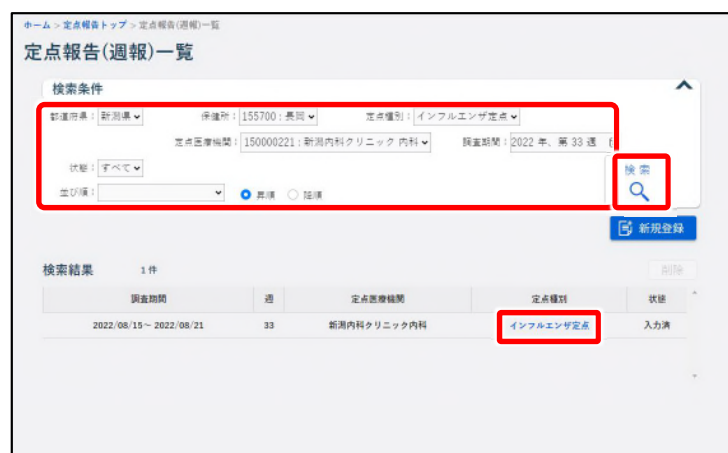 ホーム > 定点報告トップ > 定点報告(週報)一覧
定点報告(週報)一覧
検索条件
都道府県： 新潟県 保健所： 155700：長岡 定点種別： インフルエンザ定点
定点医療機関： 150000221：新潟内科クリニック 内科 調査期間： 2022 年、第 33 週
状態： すべて
検索
並び順： 昇順 降順
新規登録
検索結果 1 件
削除
調査期間 週 定点医療機関 定点種別 状態
2022/08/15～ 2022/08/21 33 新潟内科クリニック内科 インフルエンザ定点 入力済